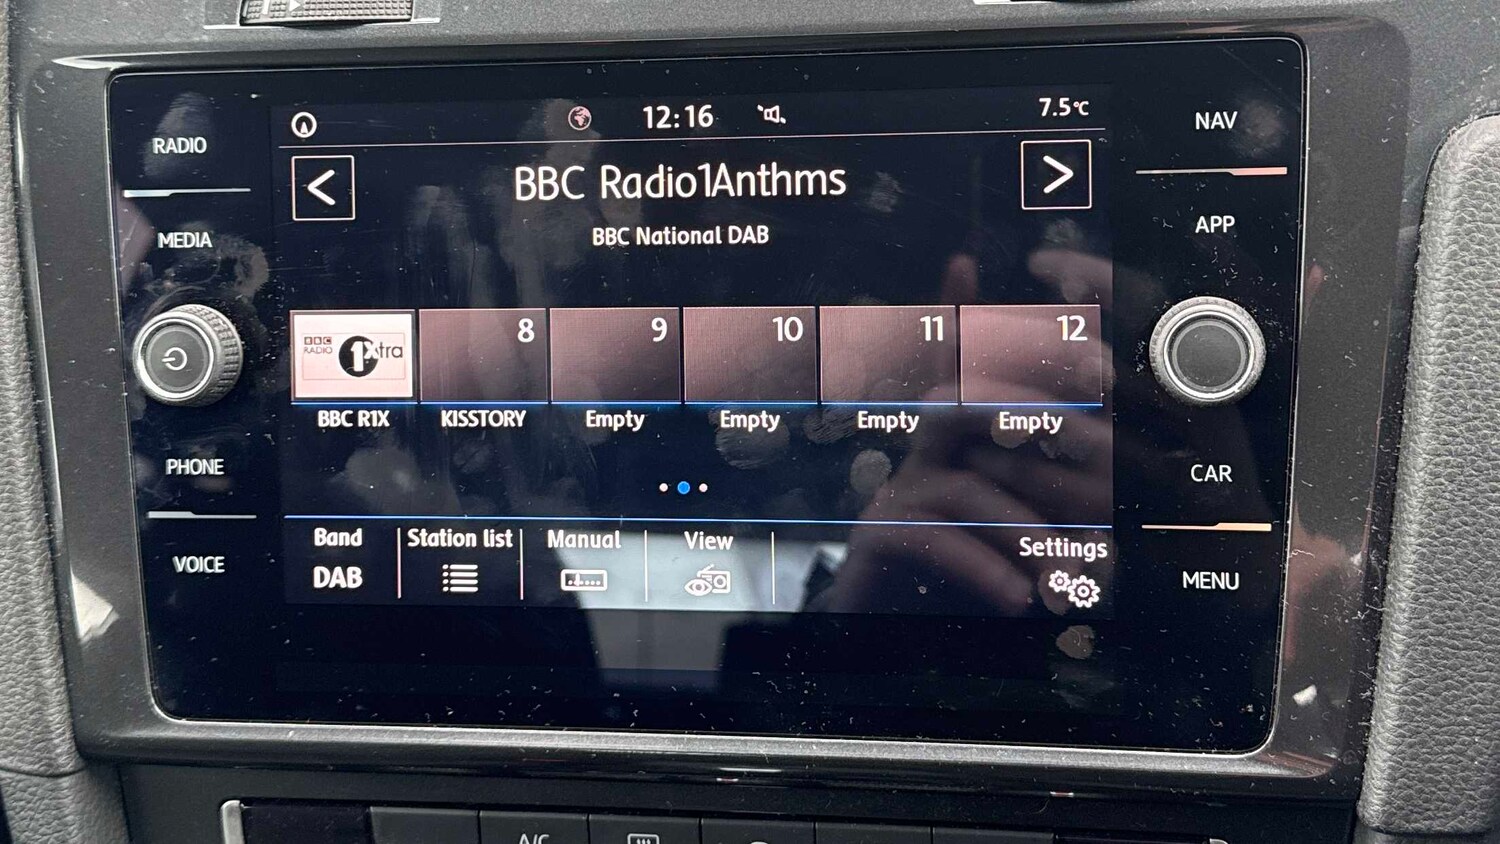 RADIO
MEDIA
PHONE
VOICE
12:16
7.5°C
<
BBC Radio1Anthms
>
BBC National DAB
BBC
RADIO
1Xtra
8
9
10
11
12
BBC R1X
KISSTORY
Empty
Empty
Empty
Empty
Band
DAB
Station list
Manual
View
Settings
NAV
APP
CAR
MENU
A/C